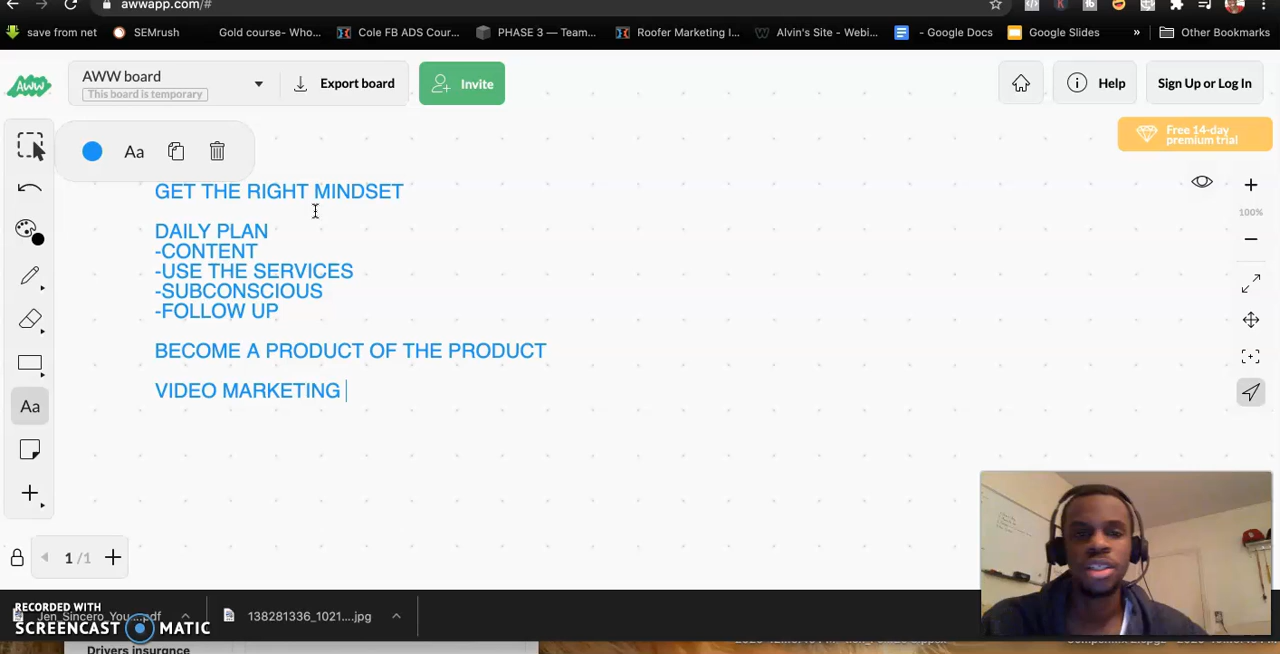 awwapp.com/#
save from net
SEMrush
Gold course- Who...
Cole FB ADS Cour...
PHASE 3 — Team...
Roofer Marketing I...
Alvin's Site - Webi...
- Google Docs
Google Slides
»
Other Bookmarks
AWW
AWW board
This board is temporary
Export board
Invite
Help
Sign Up or Log In
Free 14-day
premium trial
Aa
100%
GET THE RIGHT MINDSET
DAILY PLAN
-CONTENT
-USE THE SERVICES
-SUBCONSCIOUS
-FOLLOW UP
BECOME A PRODUCT OF THE PRODUCT
VIDEO MARKETING
Aa
1 /1
RECORDED WITH
SCREENCAST MATIC
Jen_Sincero_You_...pdf
138281336_1021....jpg
Drivers insurance